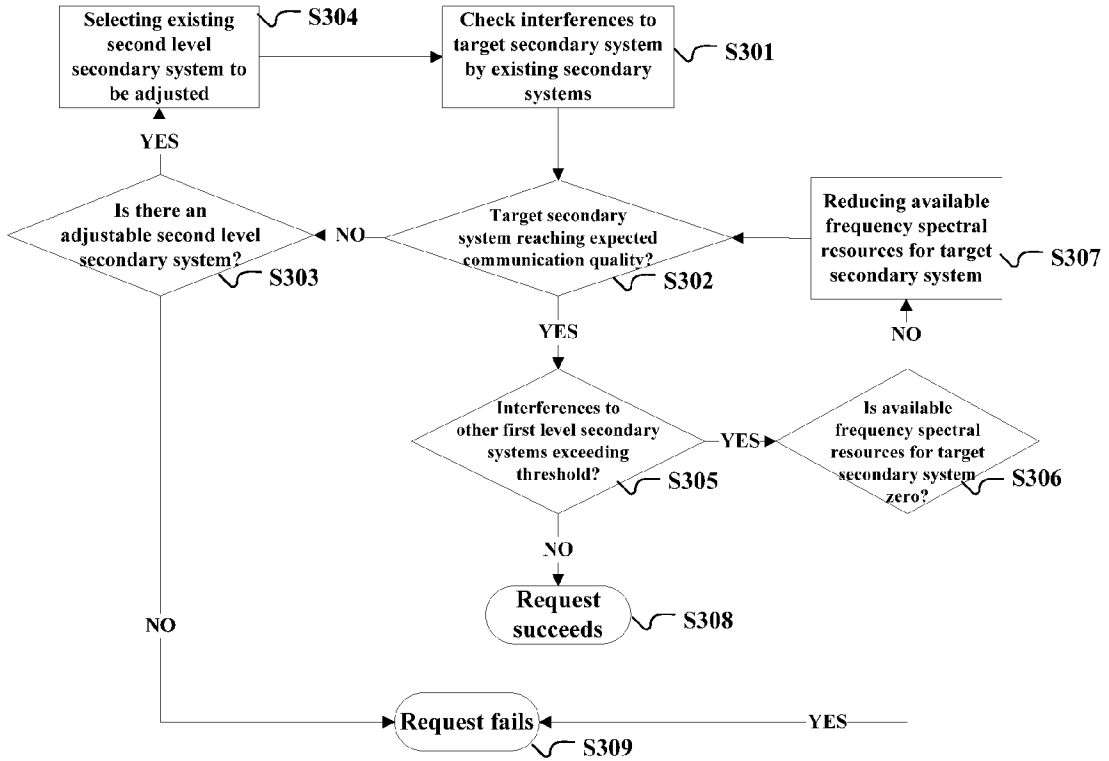 Selecting existing
second level
secondary system to
be adjusted
S304
Check interferences to
target secondary system
by existing secondary
systems
S301
YES
Is there an
adjustable second level
secondary system?
S303
NO
Target secondary
system reaching expected
communication quality?
S302
Reducing available
frequency spectral
resources for target
secondary system
S307
YES
NO
Interferences to
other first level secondary
systems exceeding
threshold?
S305
YES
Is available
frequency spectral
resources for target
secondary system
zero?
S306
NO
Request
succeeds
S308
NO
Request fails
S309
YES